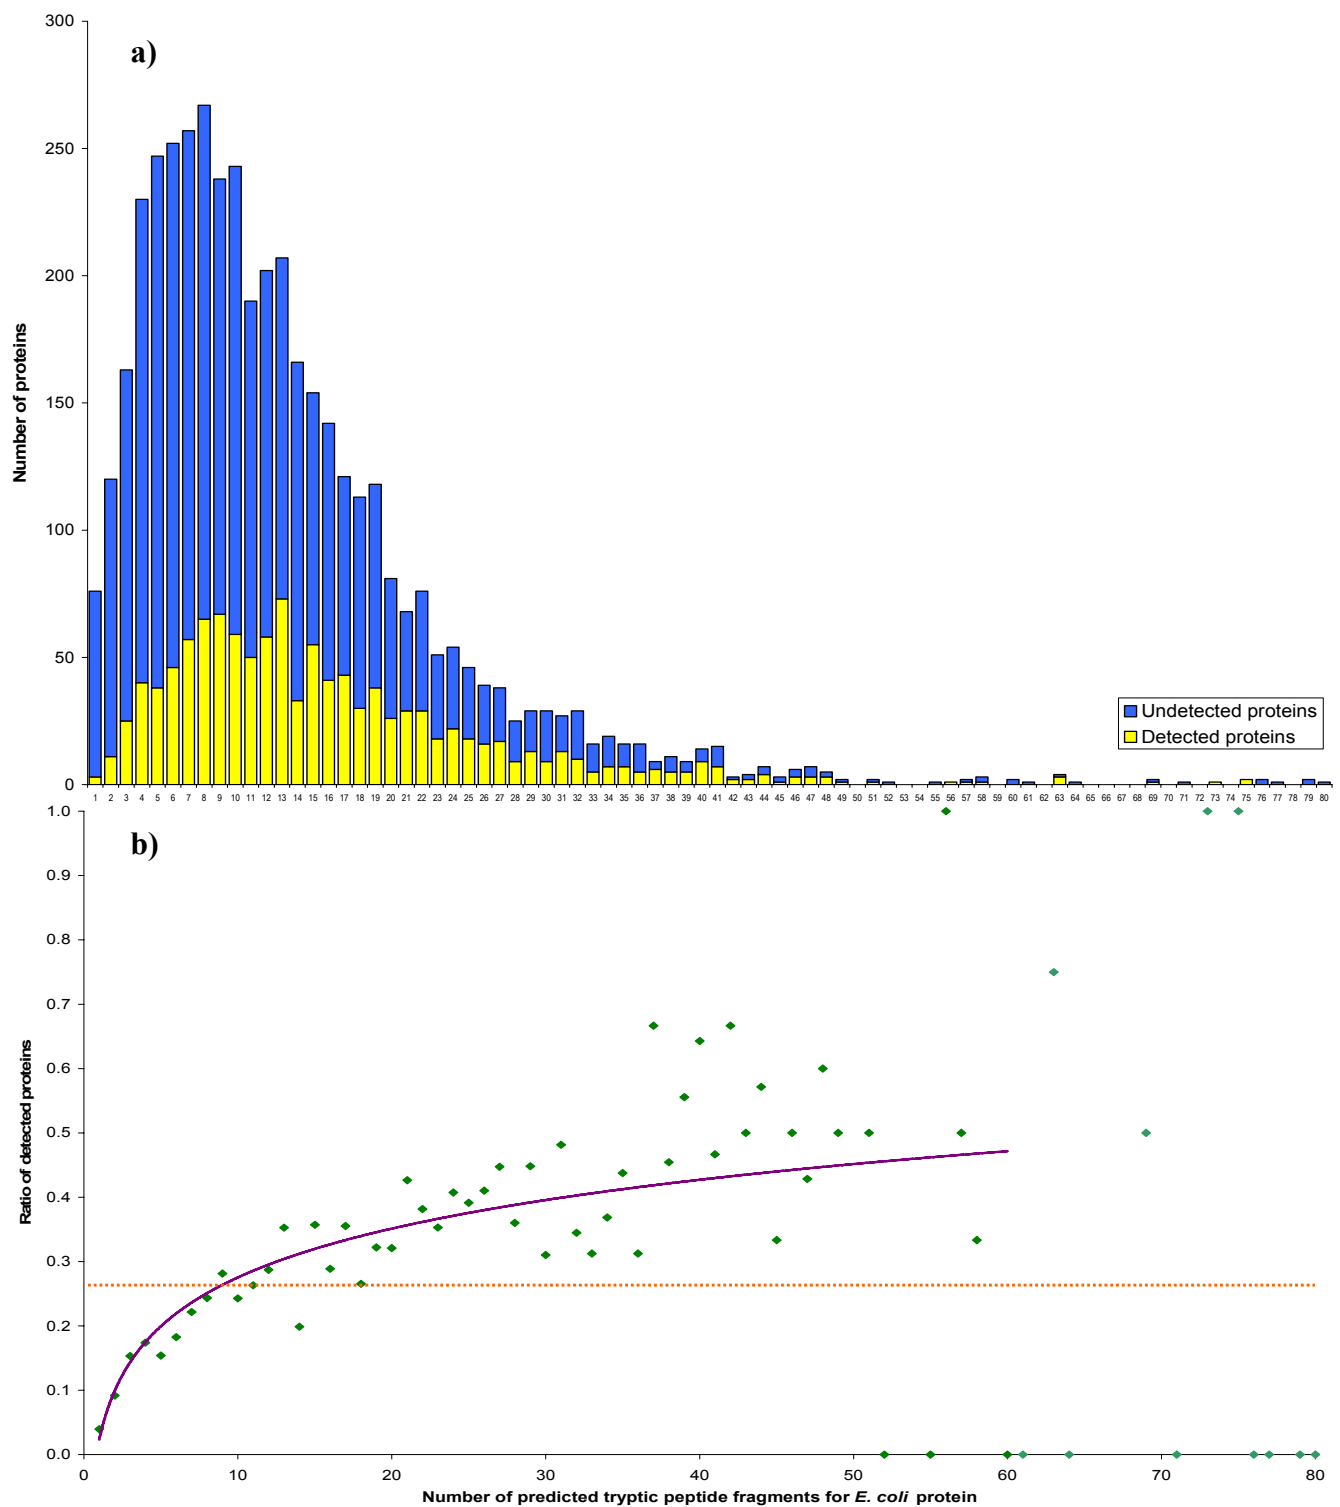 300
a)
250
200
150
100
50
0
Number of proteins
Undetected proteins
Detected proteins
1 2 3 4 5 6 7 8 9 10 11 12 13 14 15 16 17 18 19 20 21 22 23 24 25 26 27 28 29 30 31 32 33 34 35 36 37 38 39 40 41 42 43 44 45 46 47 48 49 50 51 52 53 54 55 56 57 58 59 60 61 62 63 64 65 66 67 68 69 70 71 72 73 74 75 76 77 78 79 80
1.0
b)
0.9
0.8
0.7
0.6
0.5
0.4
0.3
0.2
0.1
0.0
Ratio of detected proteins
0 10 20 30 40 50 60 70 80
Number of predicted tryptic peptide fragments for E. coli protein